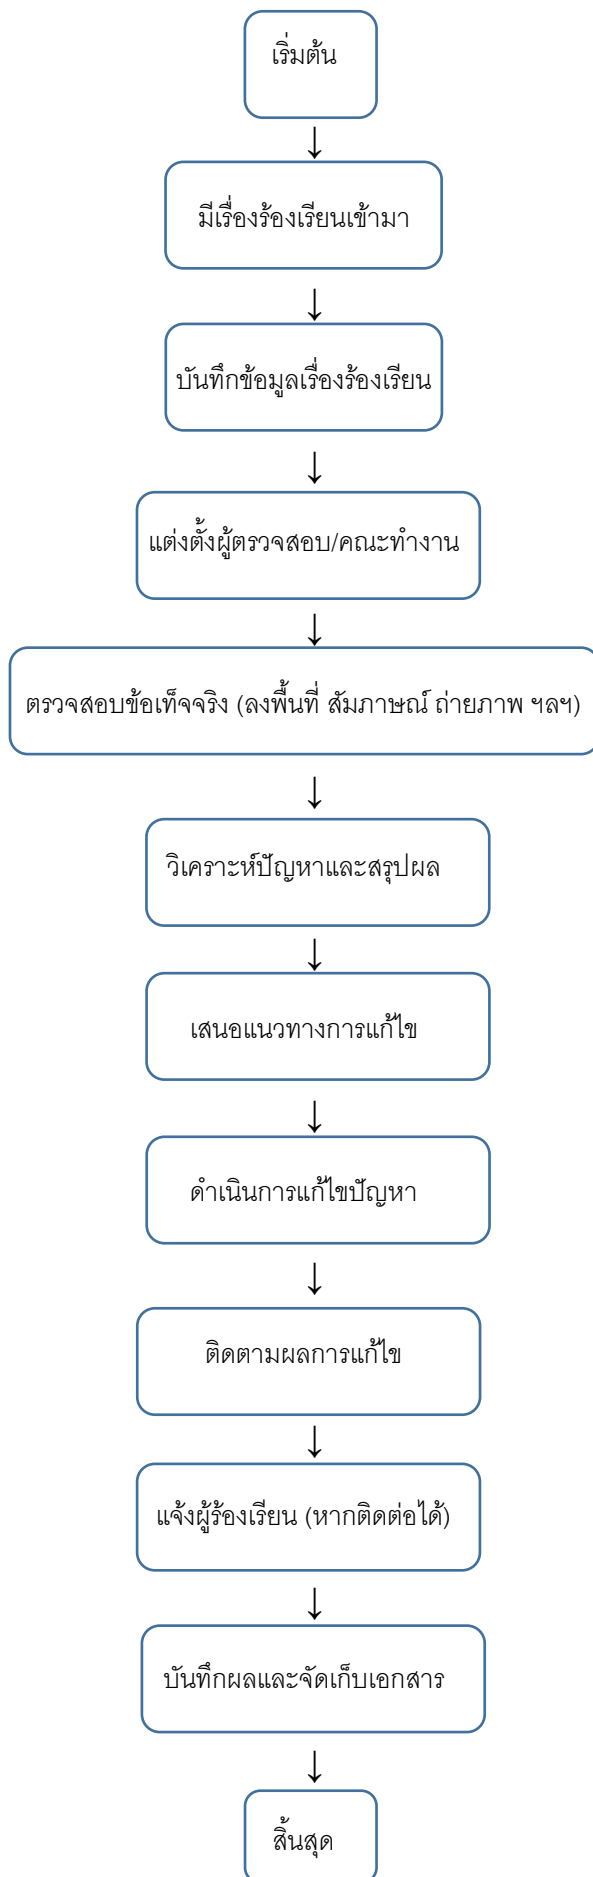 เริ่มต้น
มีเรื่องร้องเรียนเข้ามา
บันทึกข้อมูลเรื่องร้องเรียน
แต่งตั้งผู้ตรวจสอบ/คณะทำงาน
ตรวจสอบข้อเท็จจริง (ลงพื้นที่ สัมภาษณ์ ถ่ายภาพ ฯลฯ)
วิเคราะห์ปัญหาและสรุปผล
เสนอแนวทางการแก้ไข
ดำเนินการแก้ไขปัญหา
ติดตามผลการแก้ไข
แจ้งผู้ร้องเรียน (หากติดต่อได้)
บันทึกผลและจัดเก็บเอกสาร
สิ้นสุด